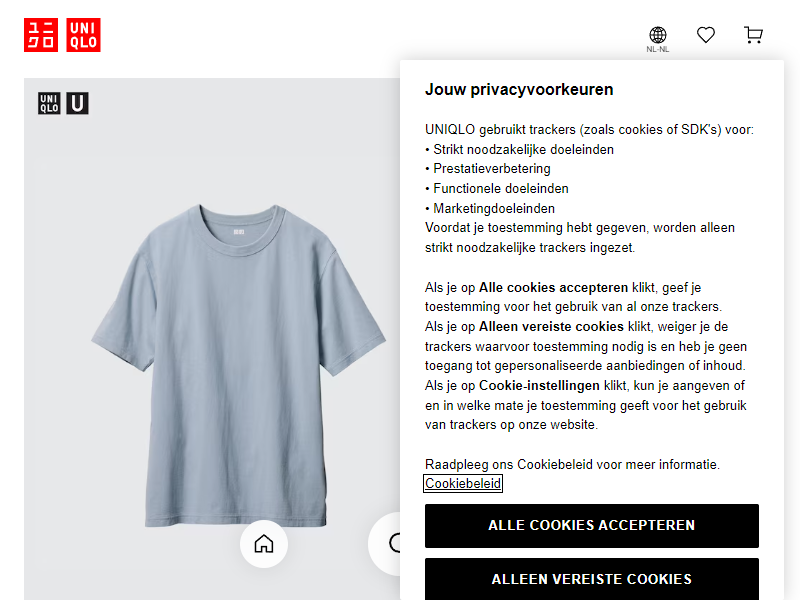 ユニ
クロ
UNI
QLO
NL-NL
UNI
QLO
U
Jouw privacyvoorkeuren
UNIQLO gebruikt trackers (zoals cookies of SDK's) voor:
• Strikt noodzakelijke doeleinden
• Prestatieverbetering
• Functionele doeleinden
• Marketingdoeleinden
Voordat je toestemming hebt gegeven, worden alleen
strikt noodzakelijke trackers ingezet.
Als je op Alle cookies accepteren klikt, geef je
toestemming voor het gebruik van al onze trackers.
Als je op Alleen vereiste cookies klikt, weiger je de
trackers waarvoor toestemming nodig is en heb je geen
toegang tot gepersonaliseerde aanbiedingen of inhoud.
Als je op Cookie-instellingen klikt, kun je aangeven of
en in welke mate je toestemming geeft voor het gebruik
van trackers op onze website.
Raadpleeg ons Cookiebeleid voor meer informatie.
Cookiebeleid
ALLE COOKIES ACCEPTEREN
ALLEEN VEREISTE COOKIES